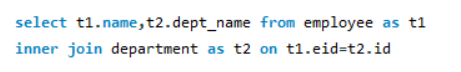 select t1.name,t2.dept_name from employee as t1
inner join department as t2 on t1.eid=t2.id